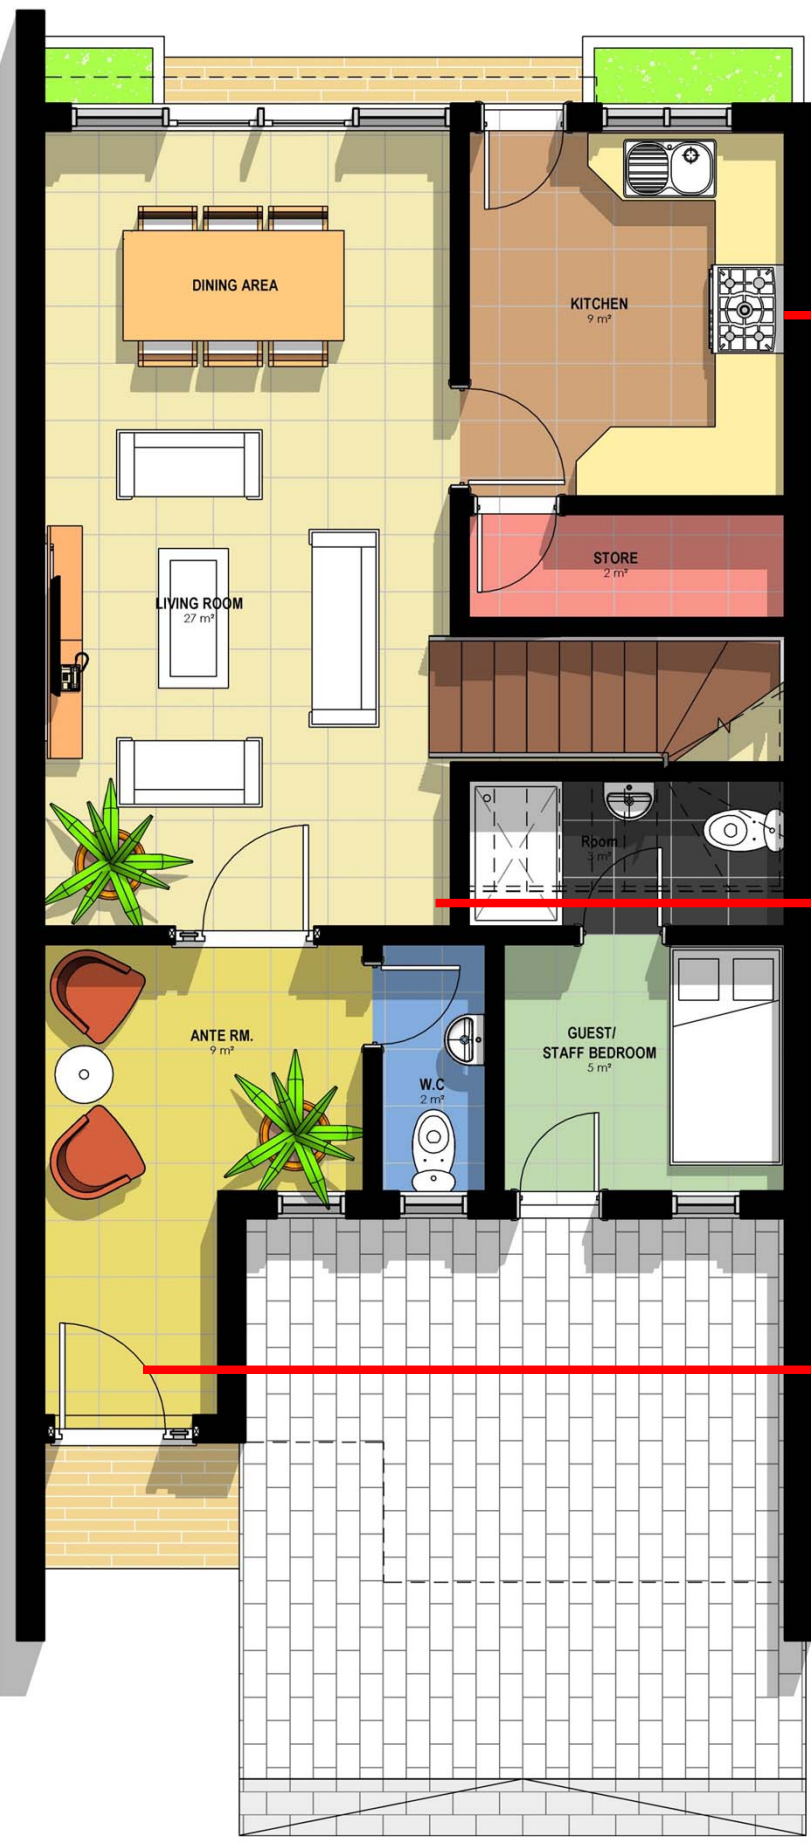 DINING AREA
KITCHEN
9 m²
STORE
2 m²
LIVING ROOM
27 m²
Room
3 m²
ANTE RM.
9 m²
GUEST/
STAFF BEDROOM
5 m²
W.C
2 m²